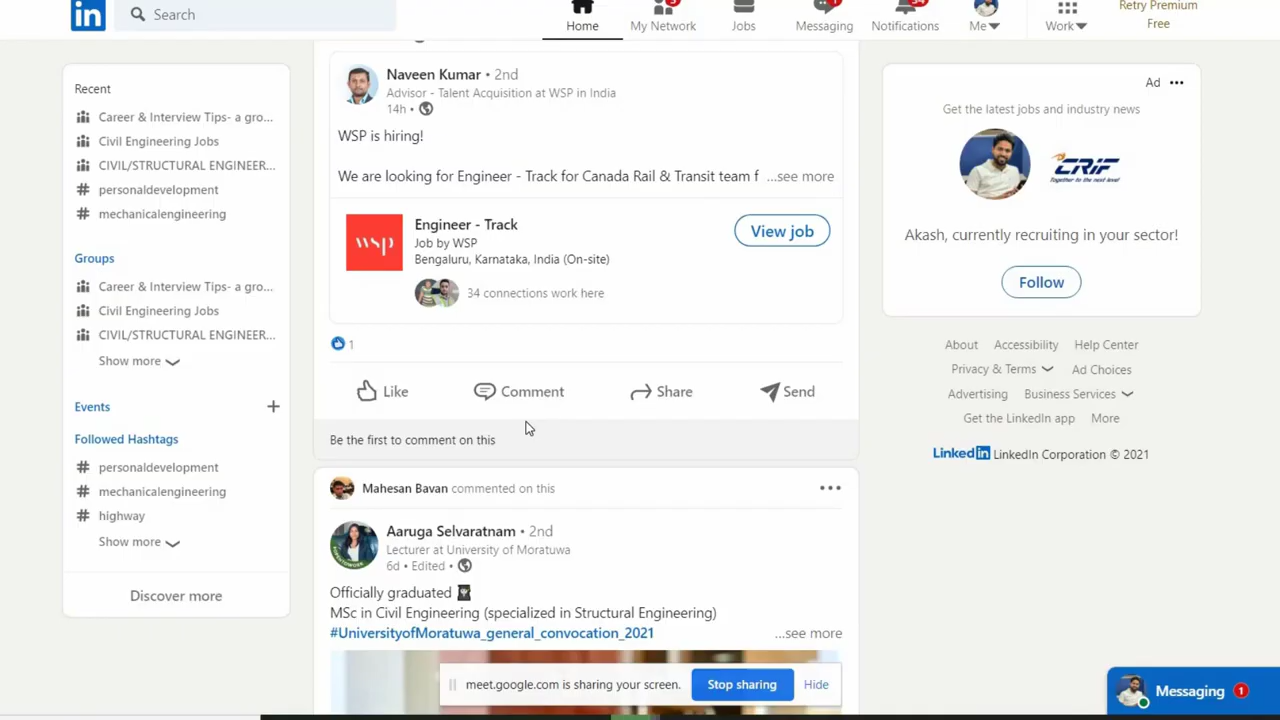 in Search
Home
My Network
Jobs
Messaging
Notifications
Me
Work
Retry Premium
Free
Recent
Career & Interview Tips- a gro...
Civil Engineering Jobs
CIVIL/STRUCTURAL ENGINEER...
# personaldevelopment
# mechanicalengineering
Groups
Career & Interview Tips- a gro...
Civil Engineering Jobs
CIVIL/STRUCTURAL ENGINEER...
Show more
Events +
Followed Hashtags
# personaldevelopment
# mechanicalengineering
# highway
Show more
Discover more
Naveen Kumar • 2nd
Advisor - Talent Acquisition at WSP in India
14h •
WSP is hiring!
We are looking for Engineer - Track for Canada Rail & Transit team f ...see more
wsp
Engineer - Track
Job by WSP
Bengaluru, Karnataka, India (On-site)
34 connections work here
View job
1
Like
Comment
Share
Send
Be the first to comment on this
Mahesan Bavan commented on this
Aaruga Selvaratnam • 2nd
Lecturer at University of Moratuwa
6d • Edited •
Officially graduated
MSc in Civil Engineering (specialized in Structural Engineering)
#UniversityofMoratuwa_general_convocation_2021 ...see more
meet.google.com is sharing your screen.
Stop sharing
Hide
Ad
Get the latest jobs and industry news
CRIF
Together to the next level
Akash, currently recruiting in your sector!
Follow
About Accessibility Help Center
Privacy & Terms Ad Choices
Advertising Business Services
Get the LinkedIn app More
Linked in LinkedIn Corporation © 2021
Messaging 1